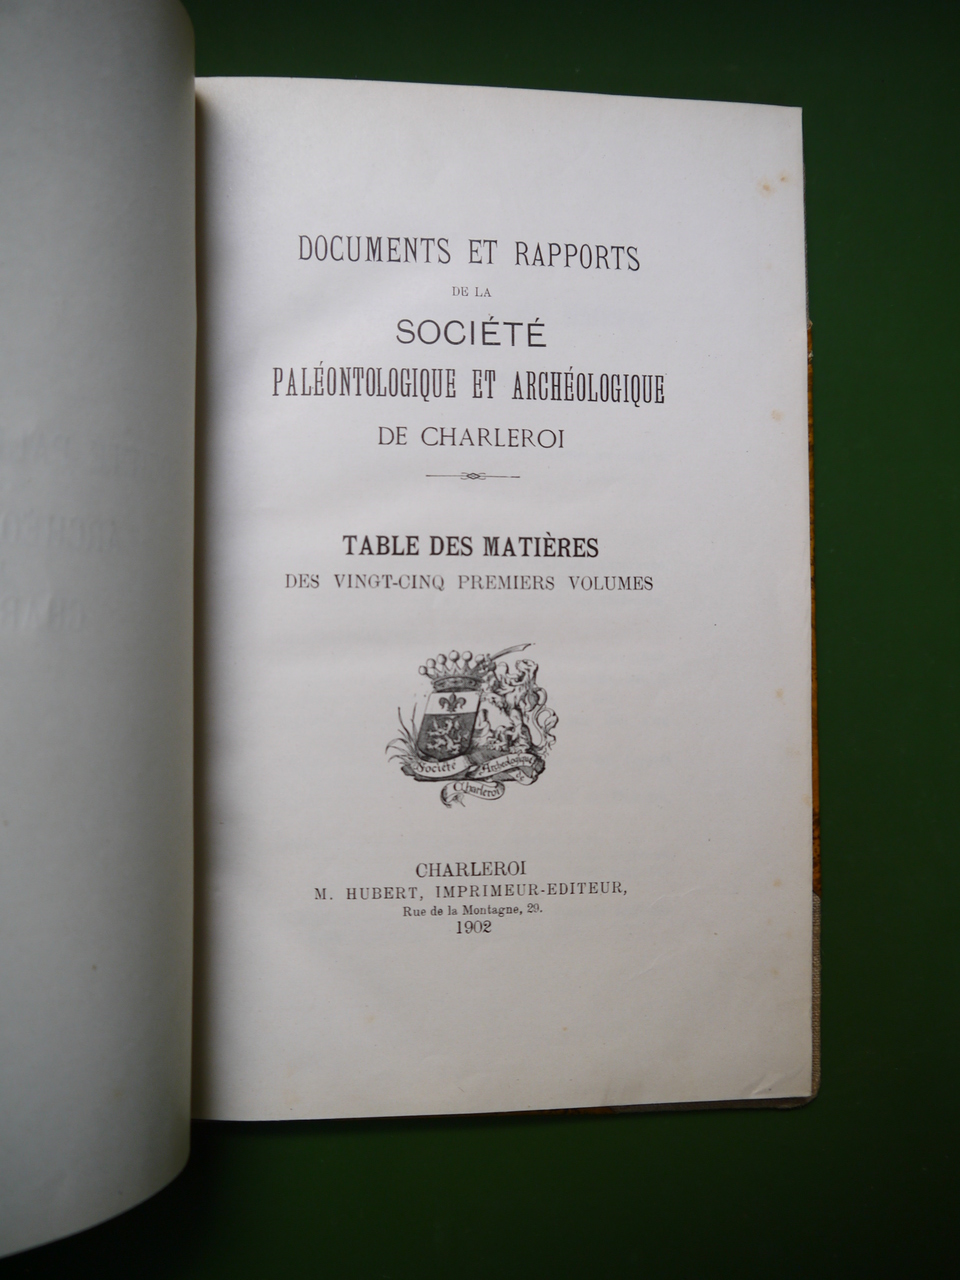 DOCUMENTS ET RAPPORTS
DE LA
SOCIÉTÉ
PALÉONTOLOGIQUE ET ARCHÉOLOGIQUE
DE CHARLEROI
TABLE DES MATIÈRES
DES VINGT-CINQ PREMIERS VOLUMES
Société Archéologique de
Charleroi
CHARLEROI
M. HUBERT, IMPRIMEUR-EDITEUR,
Rue de la Montagne, 29.
1902